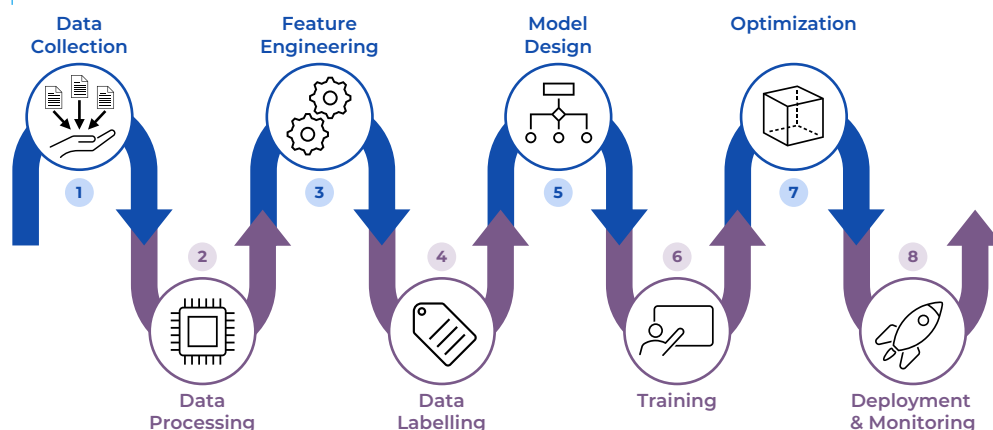 Data
Collection
1
2
Data
Processing
Feature
Engineering
3
4
Data
Labelling
Model
Design
5
6
Training
Optimization
7
8
Deployment
& Monitoring